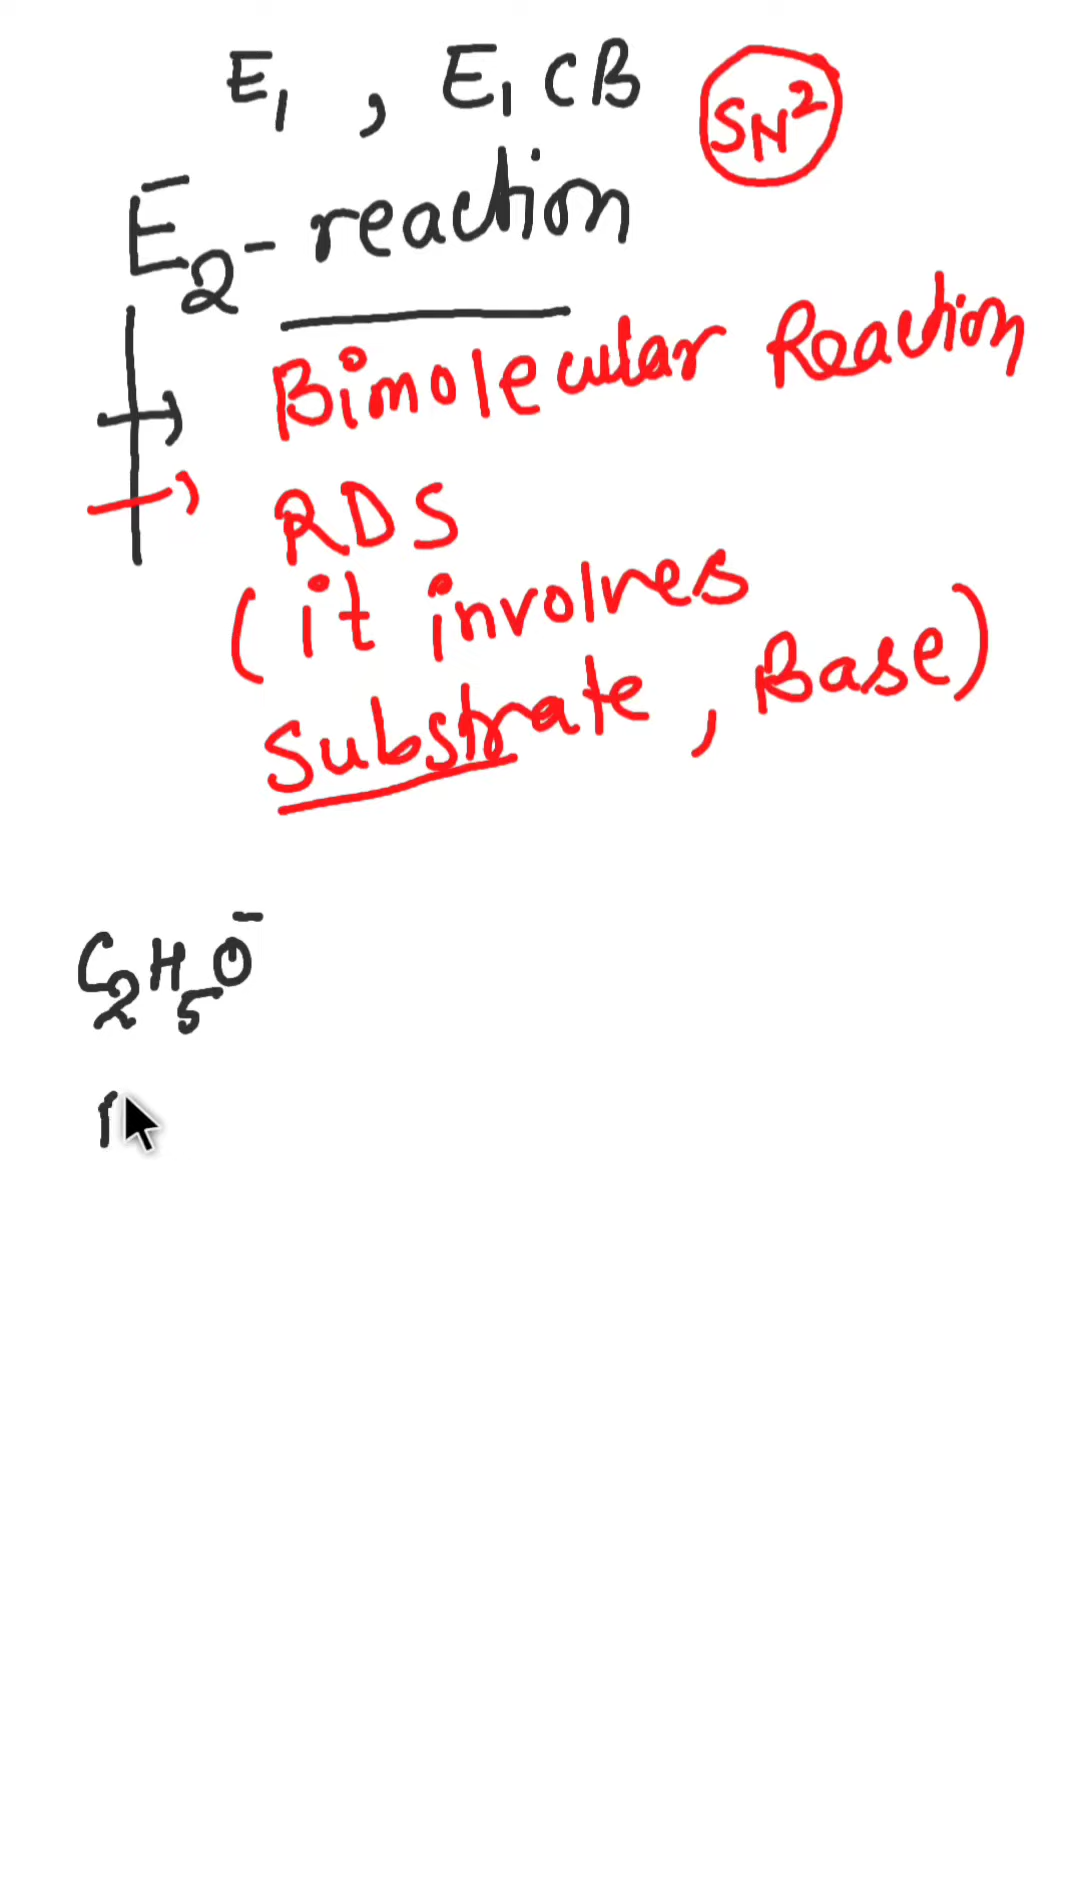 E₁ , E₁CB SN²
E₂- reaction
Bimolecular Reaction
RDS
(it involves
substrate, Base)
C₂H₅O⁻